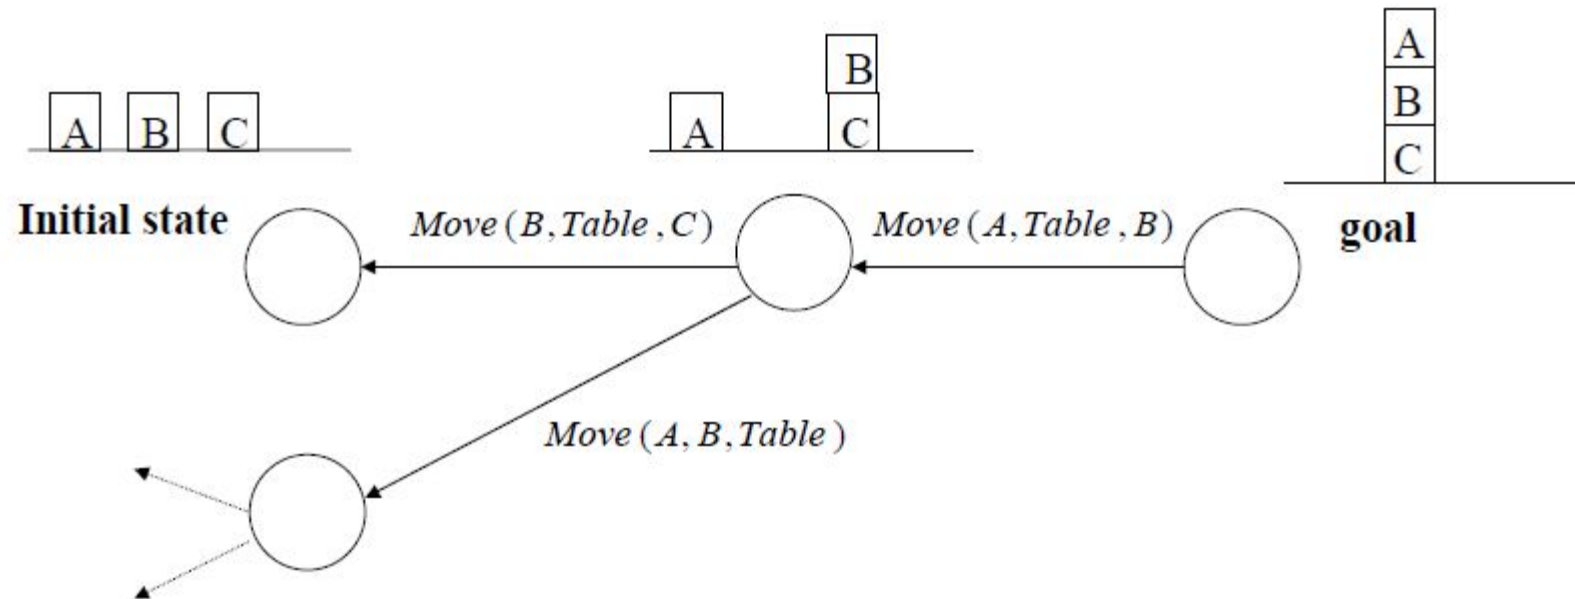 A B C
A
B
C
A
B
C
Initial state
Move (B, Table, C)
Move (A, Table, B)
goal
Move (A, B, Table)